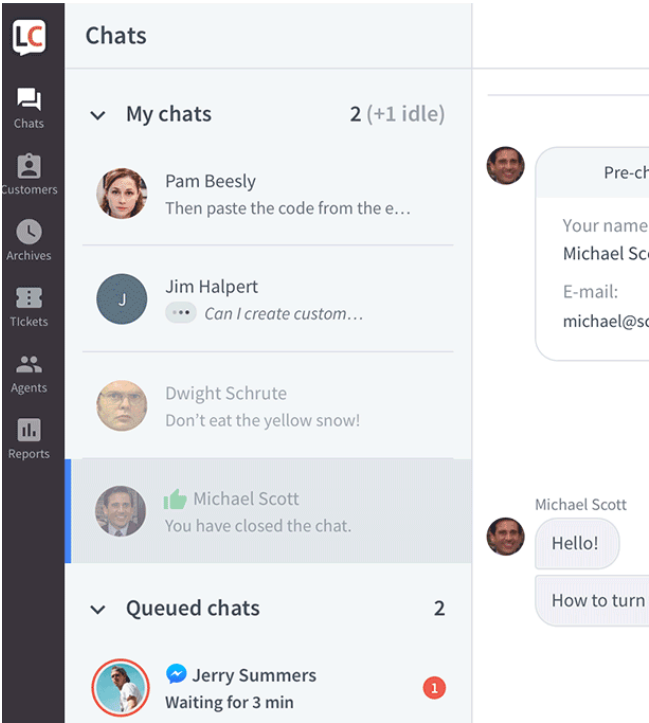 LC
Chats
Chats
Customers
Archives
Tickets
Agents
Reports
My chats 2 (+1 idle)
Pam Beesly
Then paste the code from the e…
J
Jim Halpert
Can I create custom…
Dwight Schrute
Don't eat the yellow snow!
Michael Scott
You have closed the chat.
Queued chats 2
Jerry Summers
Waiting for 3 min
1
Pre-ch
Your name
Michael Sco
E-mail:
michael@sc
Michael Scott
Hello!
How to turn